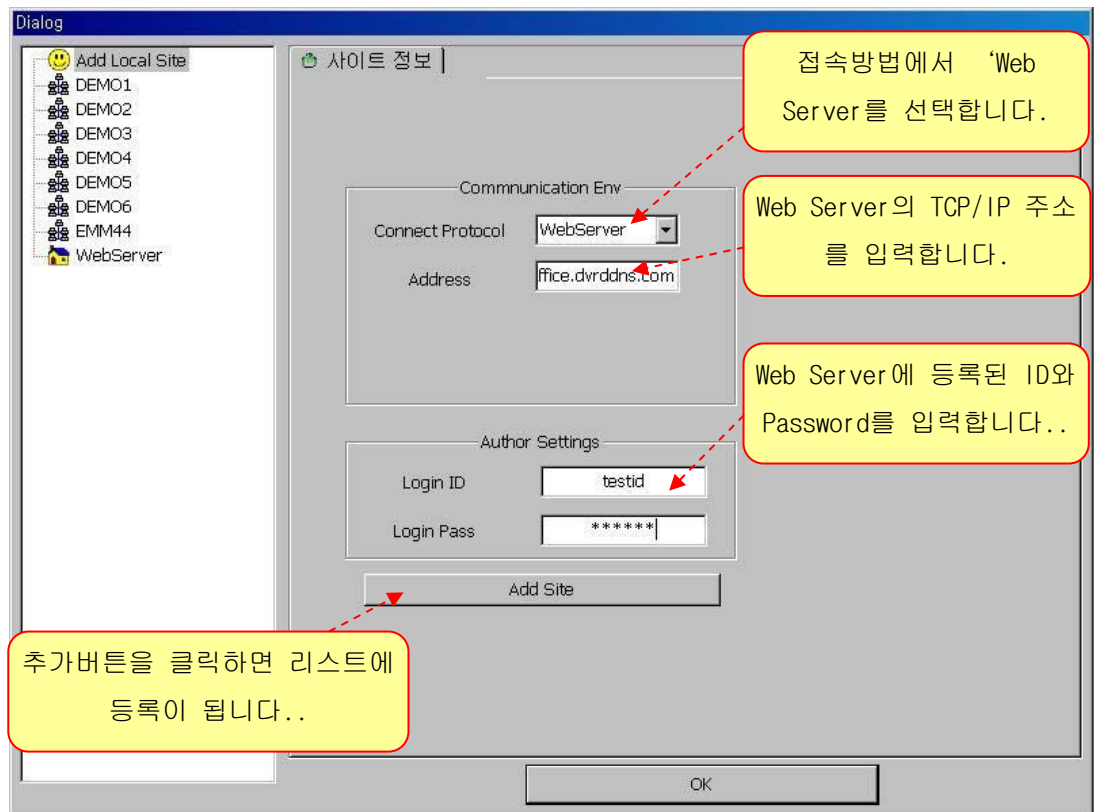 Dialog
Add Local Site
DEMO1
DEMO2
DEMO3
DEMO4
DEMO5
DEMO6
EMM44
WebServer
사이트 정보
접속방법에서 ‘Web
Server를 선택합니다.
Commnunication Env
Connect Protocol WebServer
Address ffice.dvrddns.com
Web Server의 TCP/IP 주소
를 입력합니다.
Web Server에 등록된 ID와
Password를 입력합니다..
Author Settings
Login ID testid
Login Pass ******
Add Site
추가버튼을 클릭하면 리스트에
등록이 됩니다..
OK